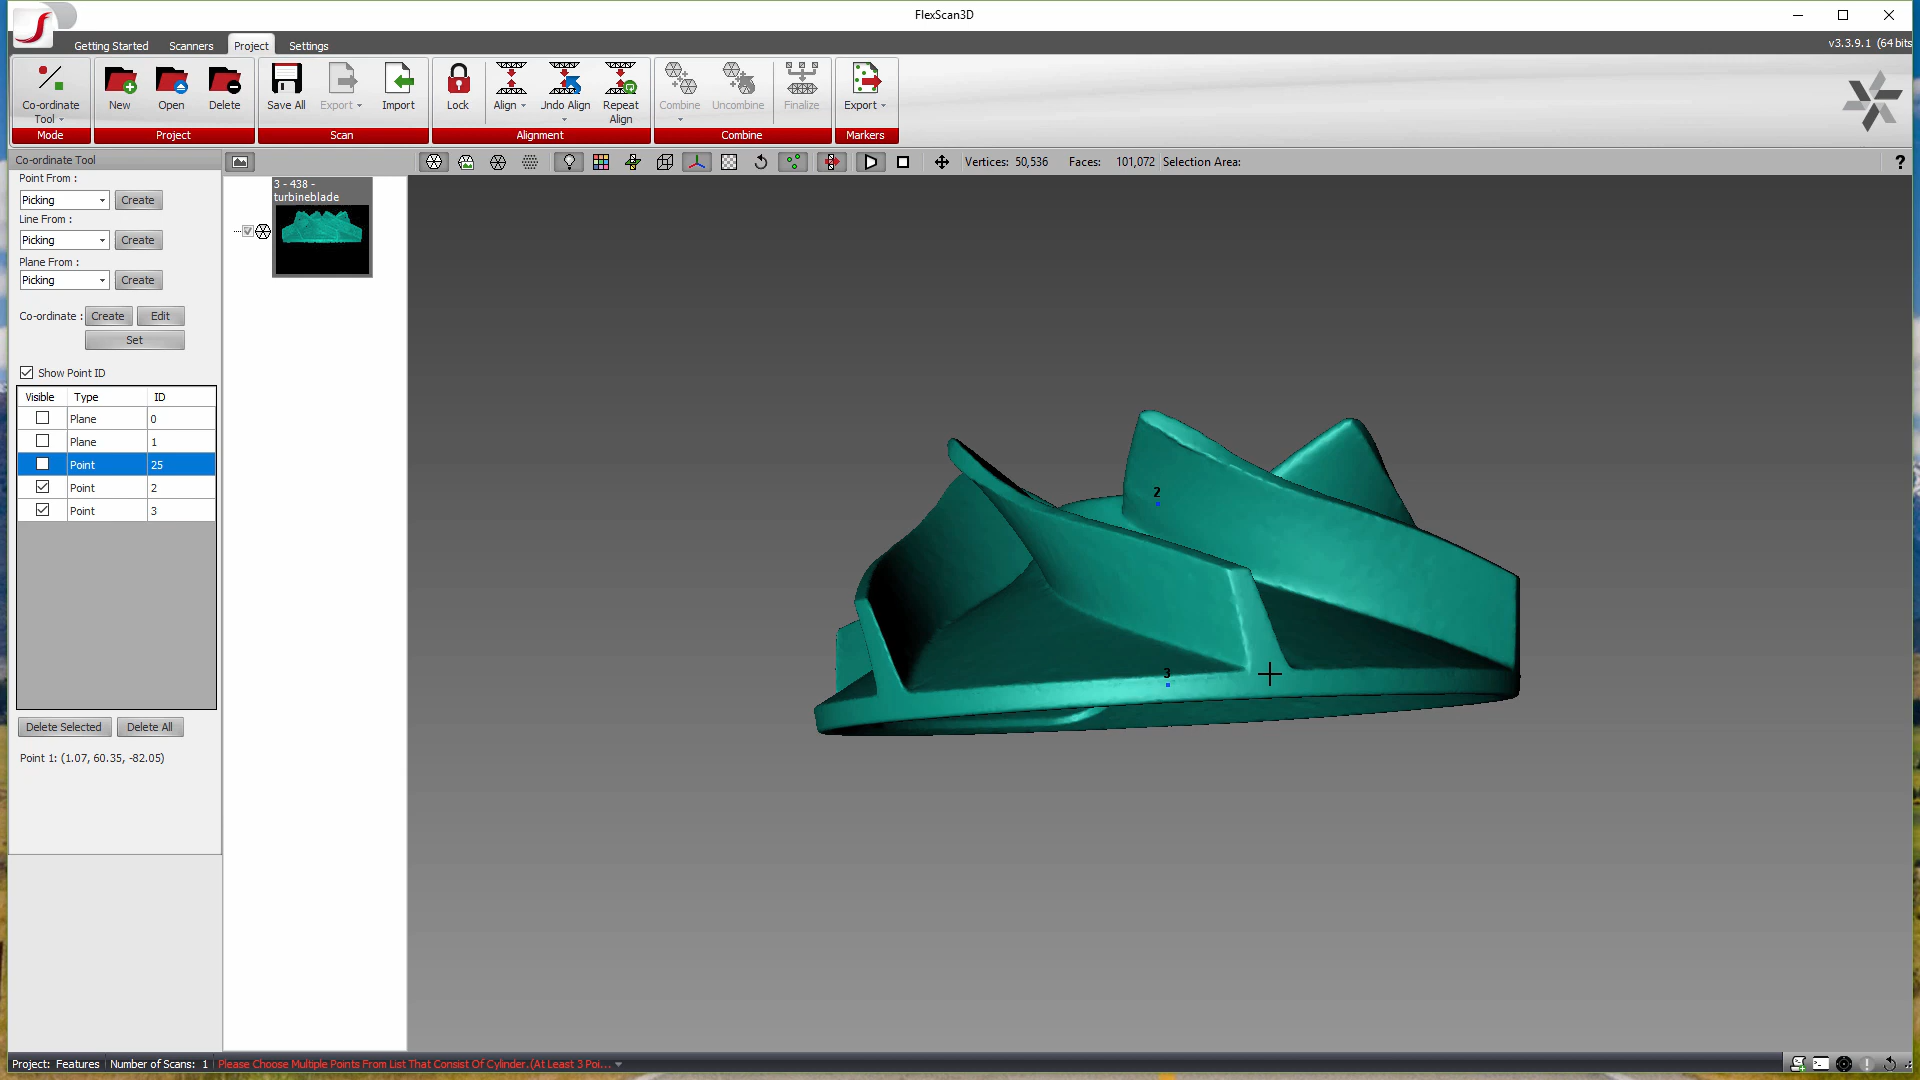 FlexScan3D
Getting Started Scanners Project Settings
v3.3.9.1 (64 bits
Co-ordinate Tool New Open Delete Save All Export Import Lock Align Undo Align Repeat Align Combine Uncombine Finalize Export
Mode Project Scan Alignment Combine Markers
Co-ordinate Tool
Vertices: 50,536 Faces: 101,072 Selection Area: ?
Point From :
Picking Create
Line From :
Picking Create
Plane From :
Picking Create
Co-ordinate : Create Edit
Set
Show Point ID
Visible Type ID
Plane 0
Plane 1
Point 25
Point 2
Point 3
Delete Selected Delete All
Point 1: (1.07, 60.35, -82.05)
3 - 438 -
turbineblade
2
3
Project: Features Number of Scans: 1 Please Choose Multiple Points From List That Consist Of Cylinder.(At Least 3 Poi...